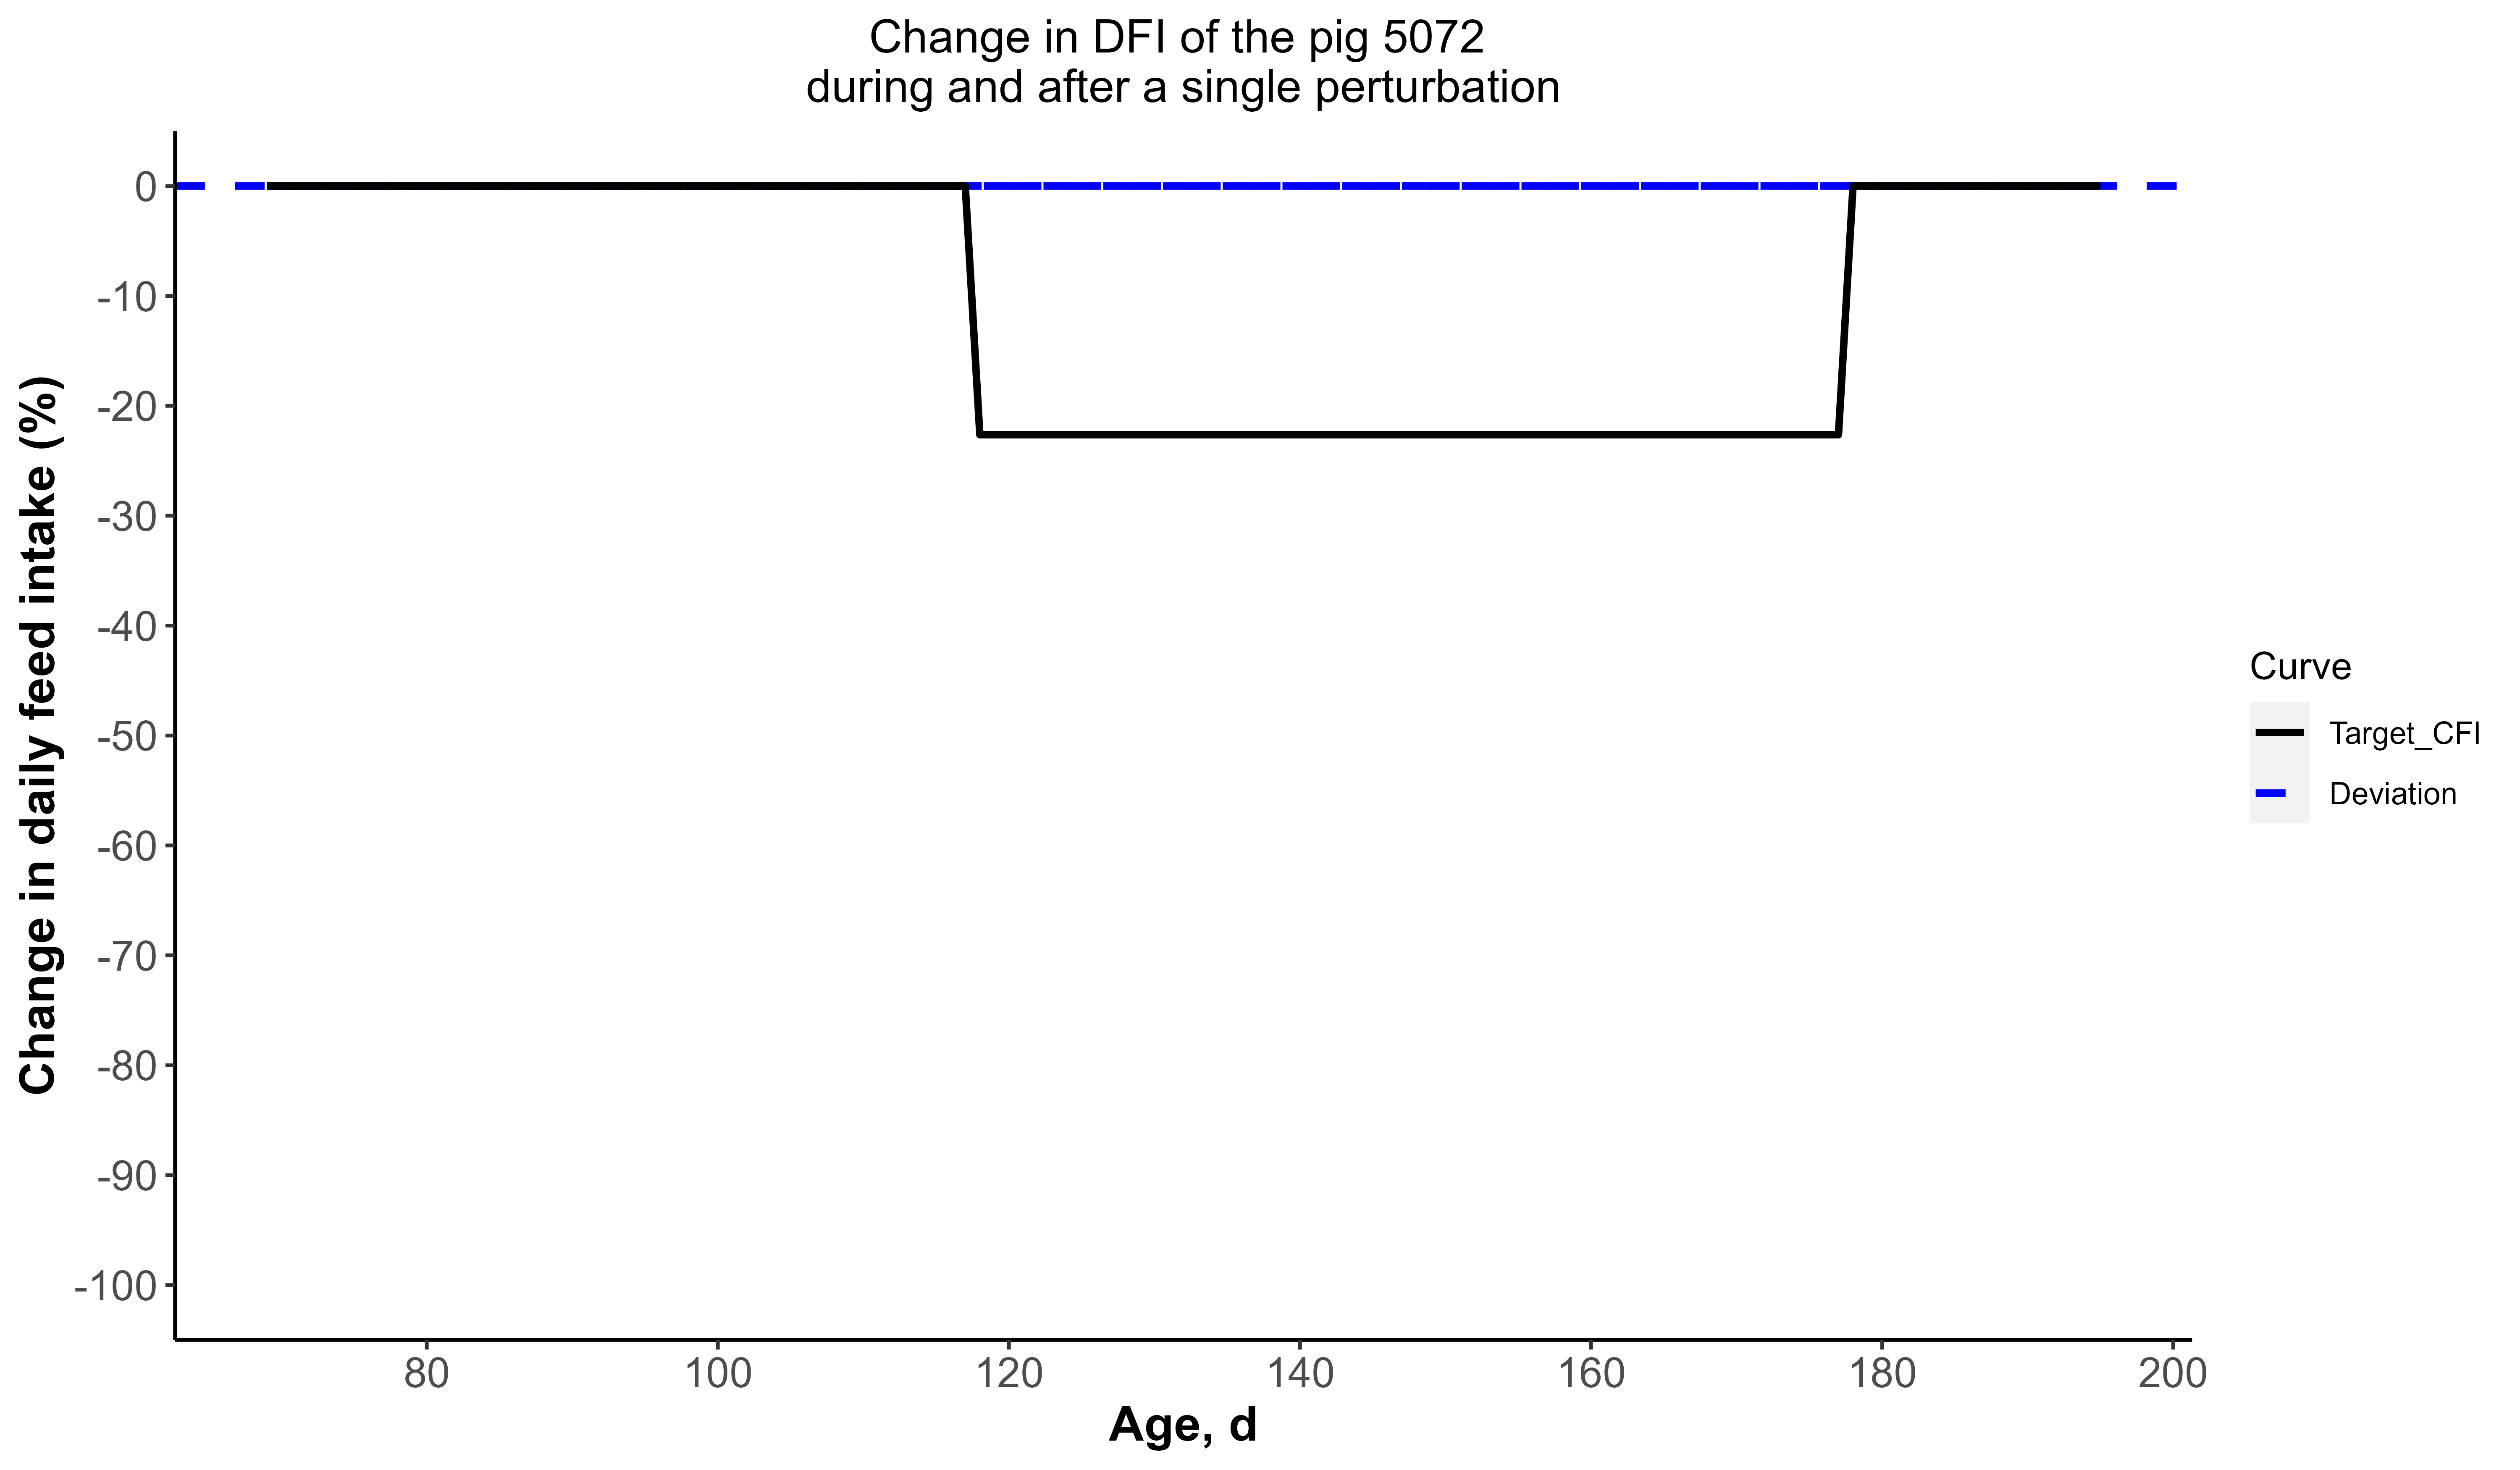 Change in DFI of the pig 5072
during and after a single perturbation
Change in daily feed intake (%)
0
-10
-20
-30
-40
-50
-60
-70
-80
-90
-100
80 100 120 140 160 180 200
Age, d
Curve
Target_CFI
Deviation